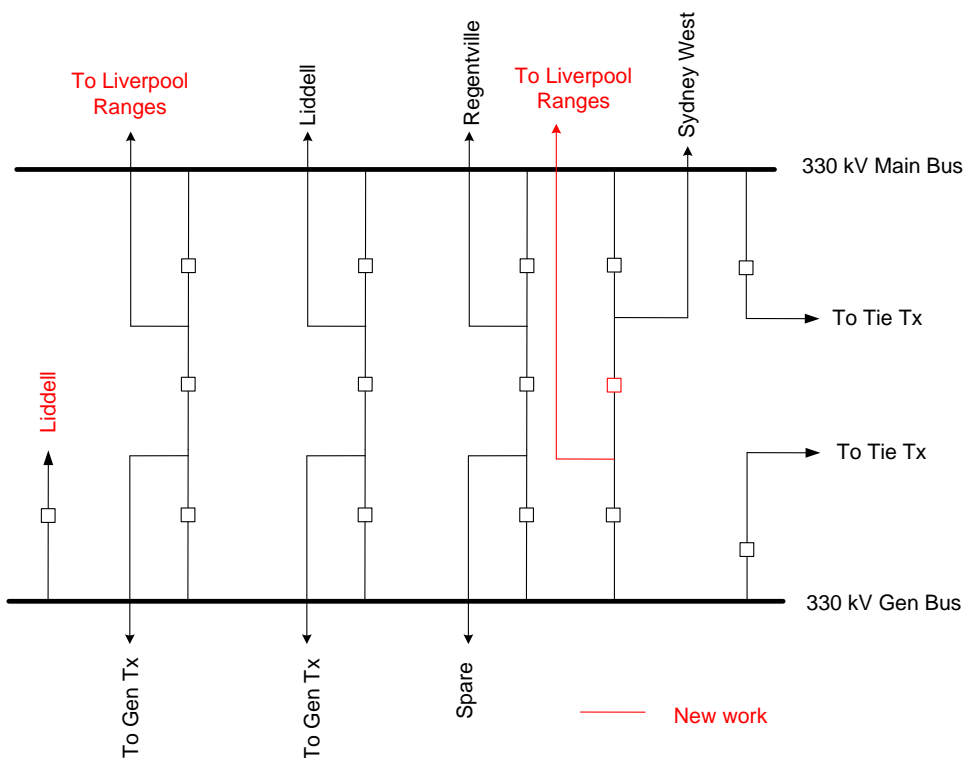 To Liverpool
Ranges
Liddell
Regentville
To Liverpool
Ranges
Sydney West
330 kV Main Bus
To Tie Tx
Liddell
To Tie Tx
330 kV Gen Bus
To Gen Tx
To Gen Tx
Spare
New work